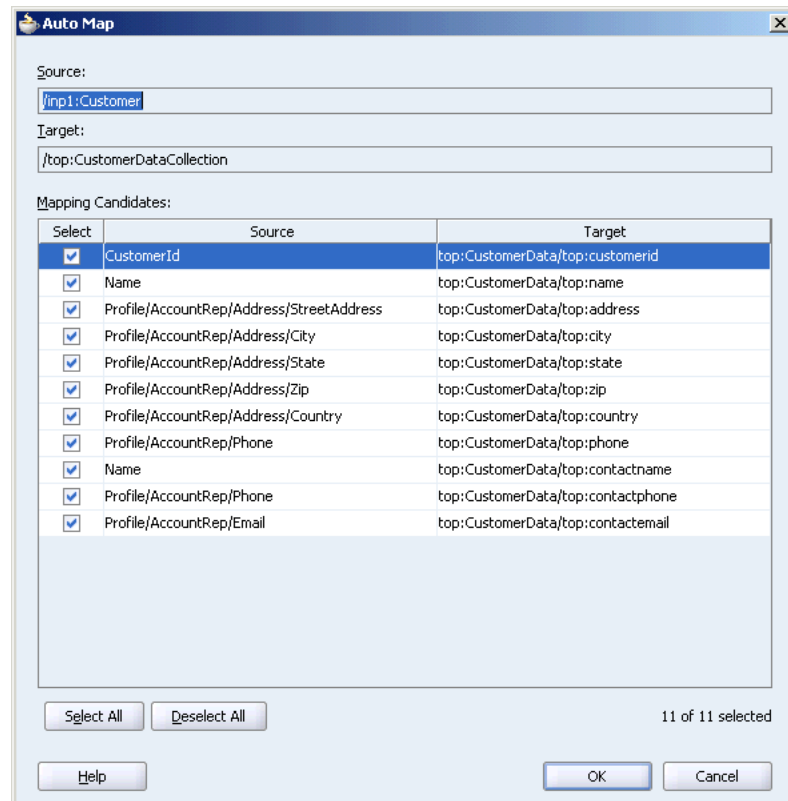 Auto Map
Source:
/inp1:Customer
Target:
/top:CustomerDataCollection
Mapping Candidates:
Select Source Target
CustomerId top:CustomerData/top:customerid
Name top:CustomerData/top:name
Profile/AccountRep/Address/StreetAddress top:CustomerData/top:address
Profile/AccountRep/Address/City top:CustomerData/top:city
Profile/AccountRep/Address/State top:CustomerData/top:state
Profile/AccountRep/Address/Zip top:CustomerData/top:zip
Profile/AccountRep/Address/Country top:CustomerData/top:country
Profile/AccountRep/Phone top:CustomerData/top:phone
Name top:CustomerData/top:contactname
Profile/AccountRep/Phone top:CustomerData/top:contactphone
Profile/AccountRep/Email top:CustomerData/top:contactemail
Select All Deselect All 11 of 11 selected
Help OK Cancel